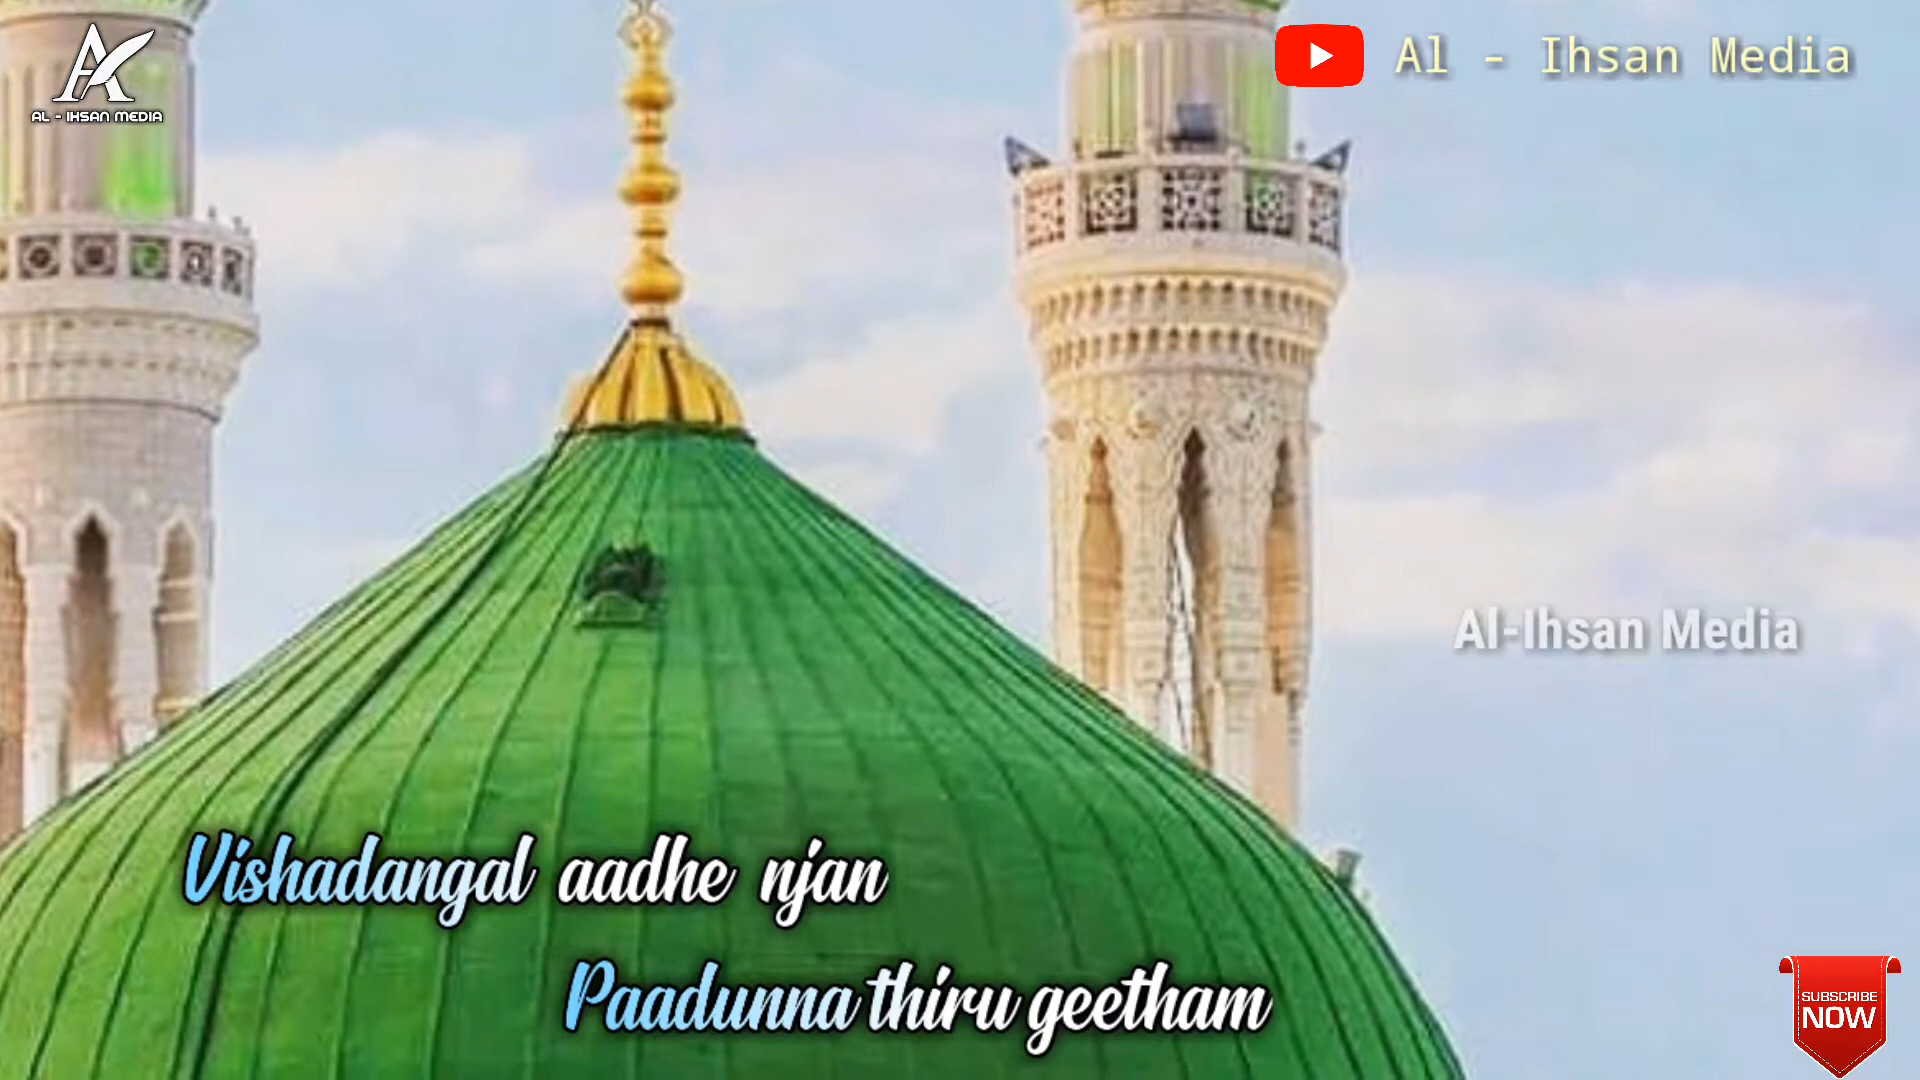 AL - IHSAN MEDIA
Al - Ihsan Media
Al-Ihsan Media
Vishadangal aadhe njan
Paadunna thiru geetham
SUBSCRIBE
NOW